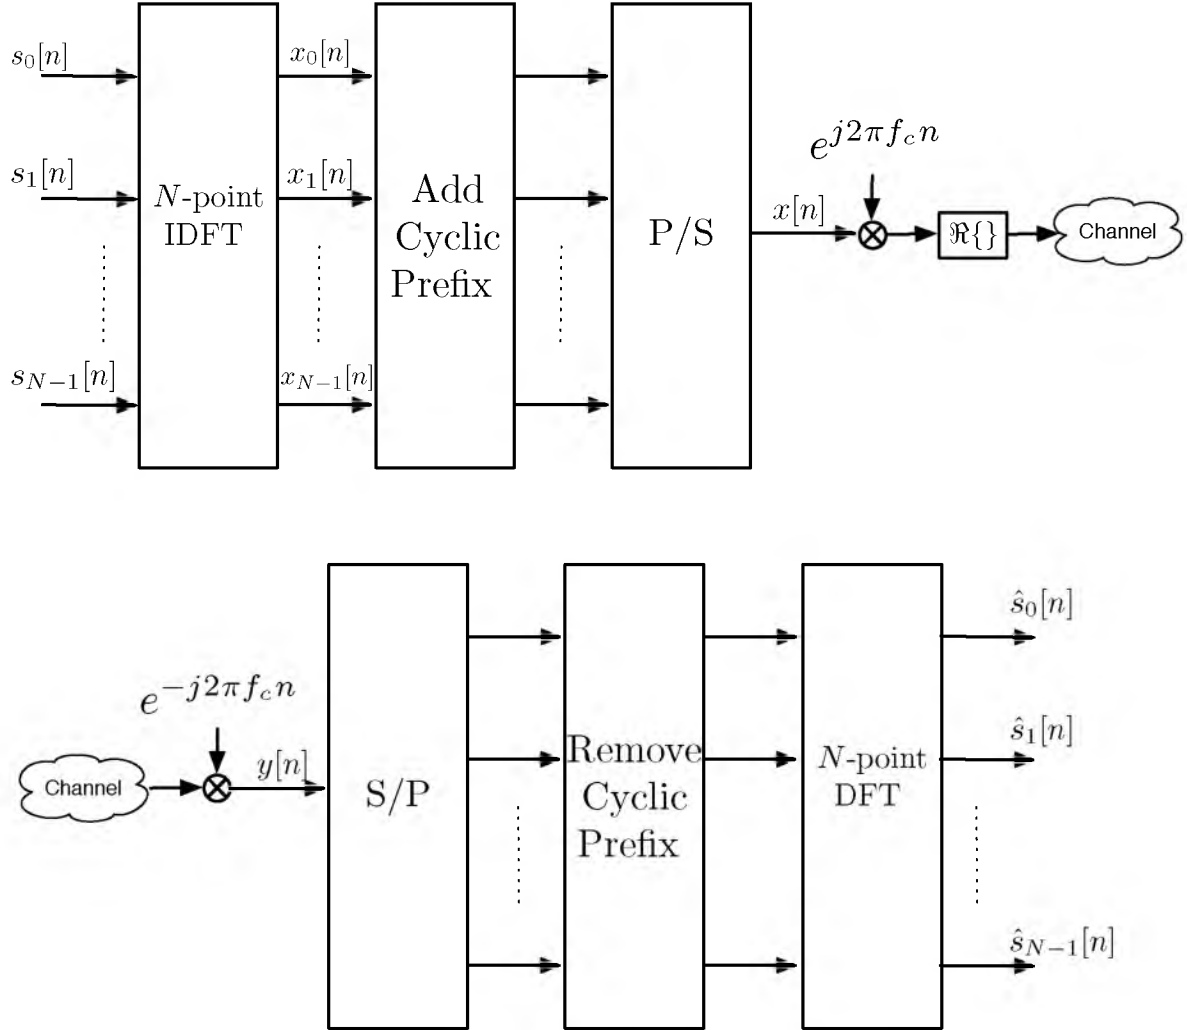 s_0[n]
x_0[n]
e^{j2πf_c n}
s_1[n]
x_1[n]
N-point
IDFT
Add
Cyclic
Prefix
P/S
x[n]
ℜ{}
Channel
s_{N−1}[n]
x_{N−1}[n]
ŝ_0[n]
e^{−j2πf_c n}
ŝ_1[n]
Channel
y[n]
S/P
Remove
Cyclic
Prefix
N-point
DFT
ŝ_{N−1}[n]